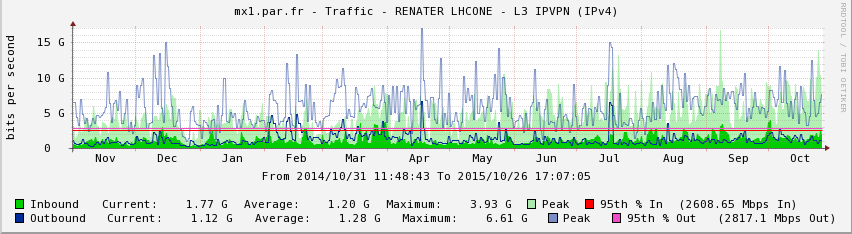 mx1.par.fr - Traffic - RENATER LHCONE - L3 IPVPN (IPv4)
RRDTOOL / TOBI OETIKER
bits per second
15 G
10 G
5 G
0
Nov Dec Jan Feb Mar Apr May Jun Jul Aug Sep Oct
From 2014/10/31 11:48:43 To 2015/10/26 17:07:05
Inbound Current: 1.77 G Average: 1.20 G Maximum: 3.93 G Peak 95th % In (2608.65 Mbps In)
Outbound Current: 1.12 G Average: 1.28 G Maximum: 6.61 G Peak 95th % Out (2817.1 Mbps Out)